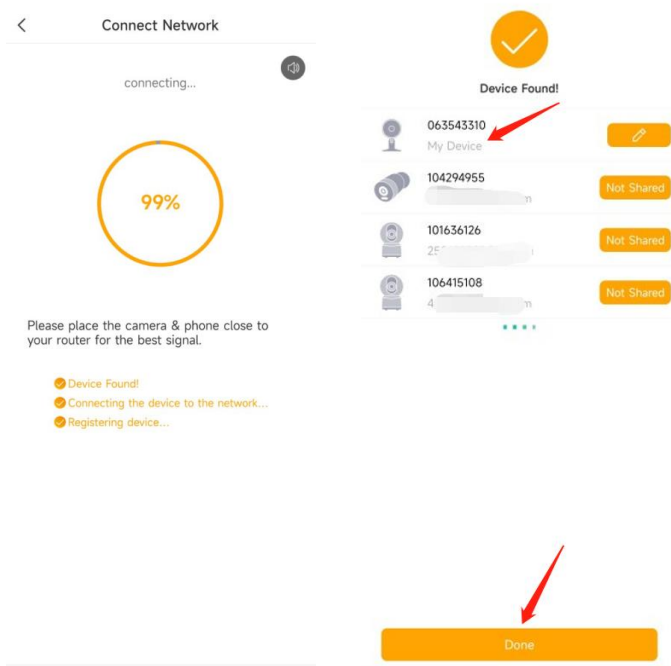 Connect Network
connecting...
99%
Please place the camera & phone close to
your router for the best signal.
Device Found!
Connecting the device to the network...
Registering device...
Device Found!
063543310
My Device
104294955
Not Shared
101636126
Not Shared
106415108
Not Shared
Done